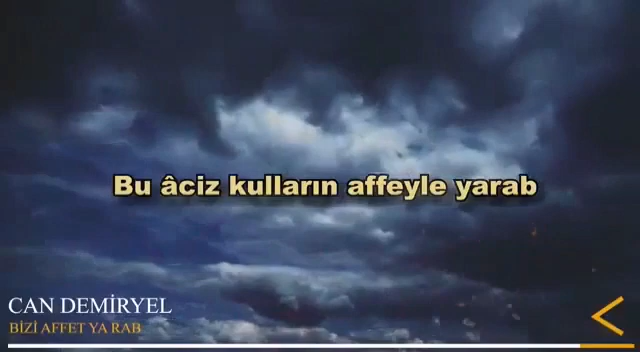 Bu âciz kulların affeyle yarab
CAN DEMİRYEL
BİZİ AFFET YA RAB